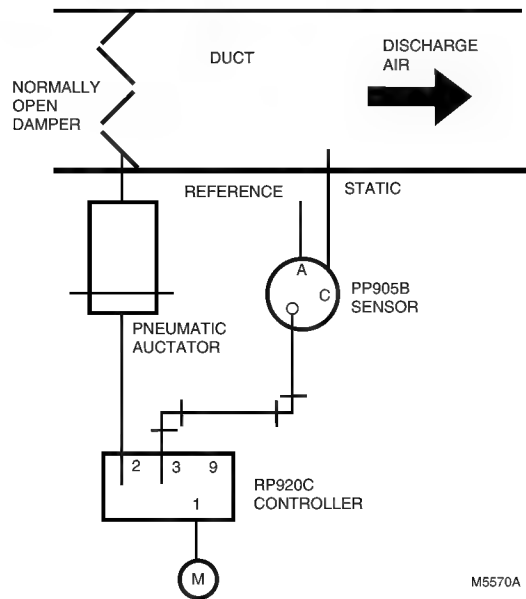 DUCT
DISCHARGE
AIR
NORMALLY
OPEN
DAMPER
REFERENCE
STATIC
A
C
PP905B
SENSOR
PNEUMATIC
AUCTATOR
2 3 9
1
RP920C
CONTROLLER
M
M5570A